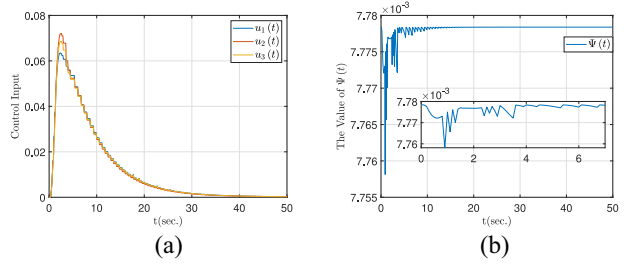 0.08
0.06
0.04
0.02
0
Control Input
u₁(t)
u₂(t)
u₃(t)
0 10 20 30 40 50
t(sec.)
(a)
×10⁻³
7.78
7.775
7.77
7.765
7.76
7.755
The Value of Ψ(t)
Ψ(t)
×10⁻³
7.78
7.77
7.76
0 2 4 6
0 10 20 30 40 50
t(sec.)
(b)